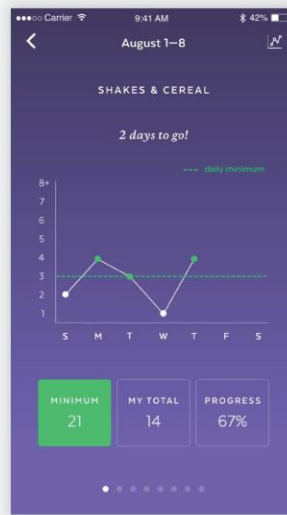 Carrier 9:41 AM 42%
August 1—8
SHAKES & CEREAL
2 days to go!
--- daily minimum
8+
7
6
5
4
3
2
1
S M T W T F S
MINIMUM MY TOTAL PROGRESS
21 14 67%